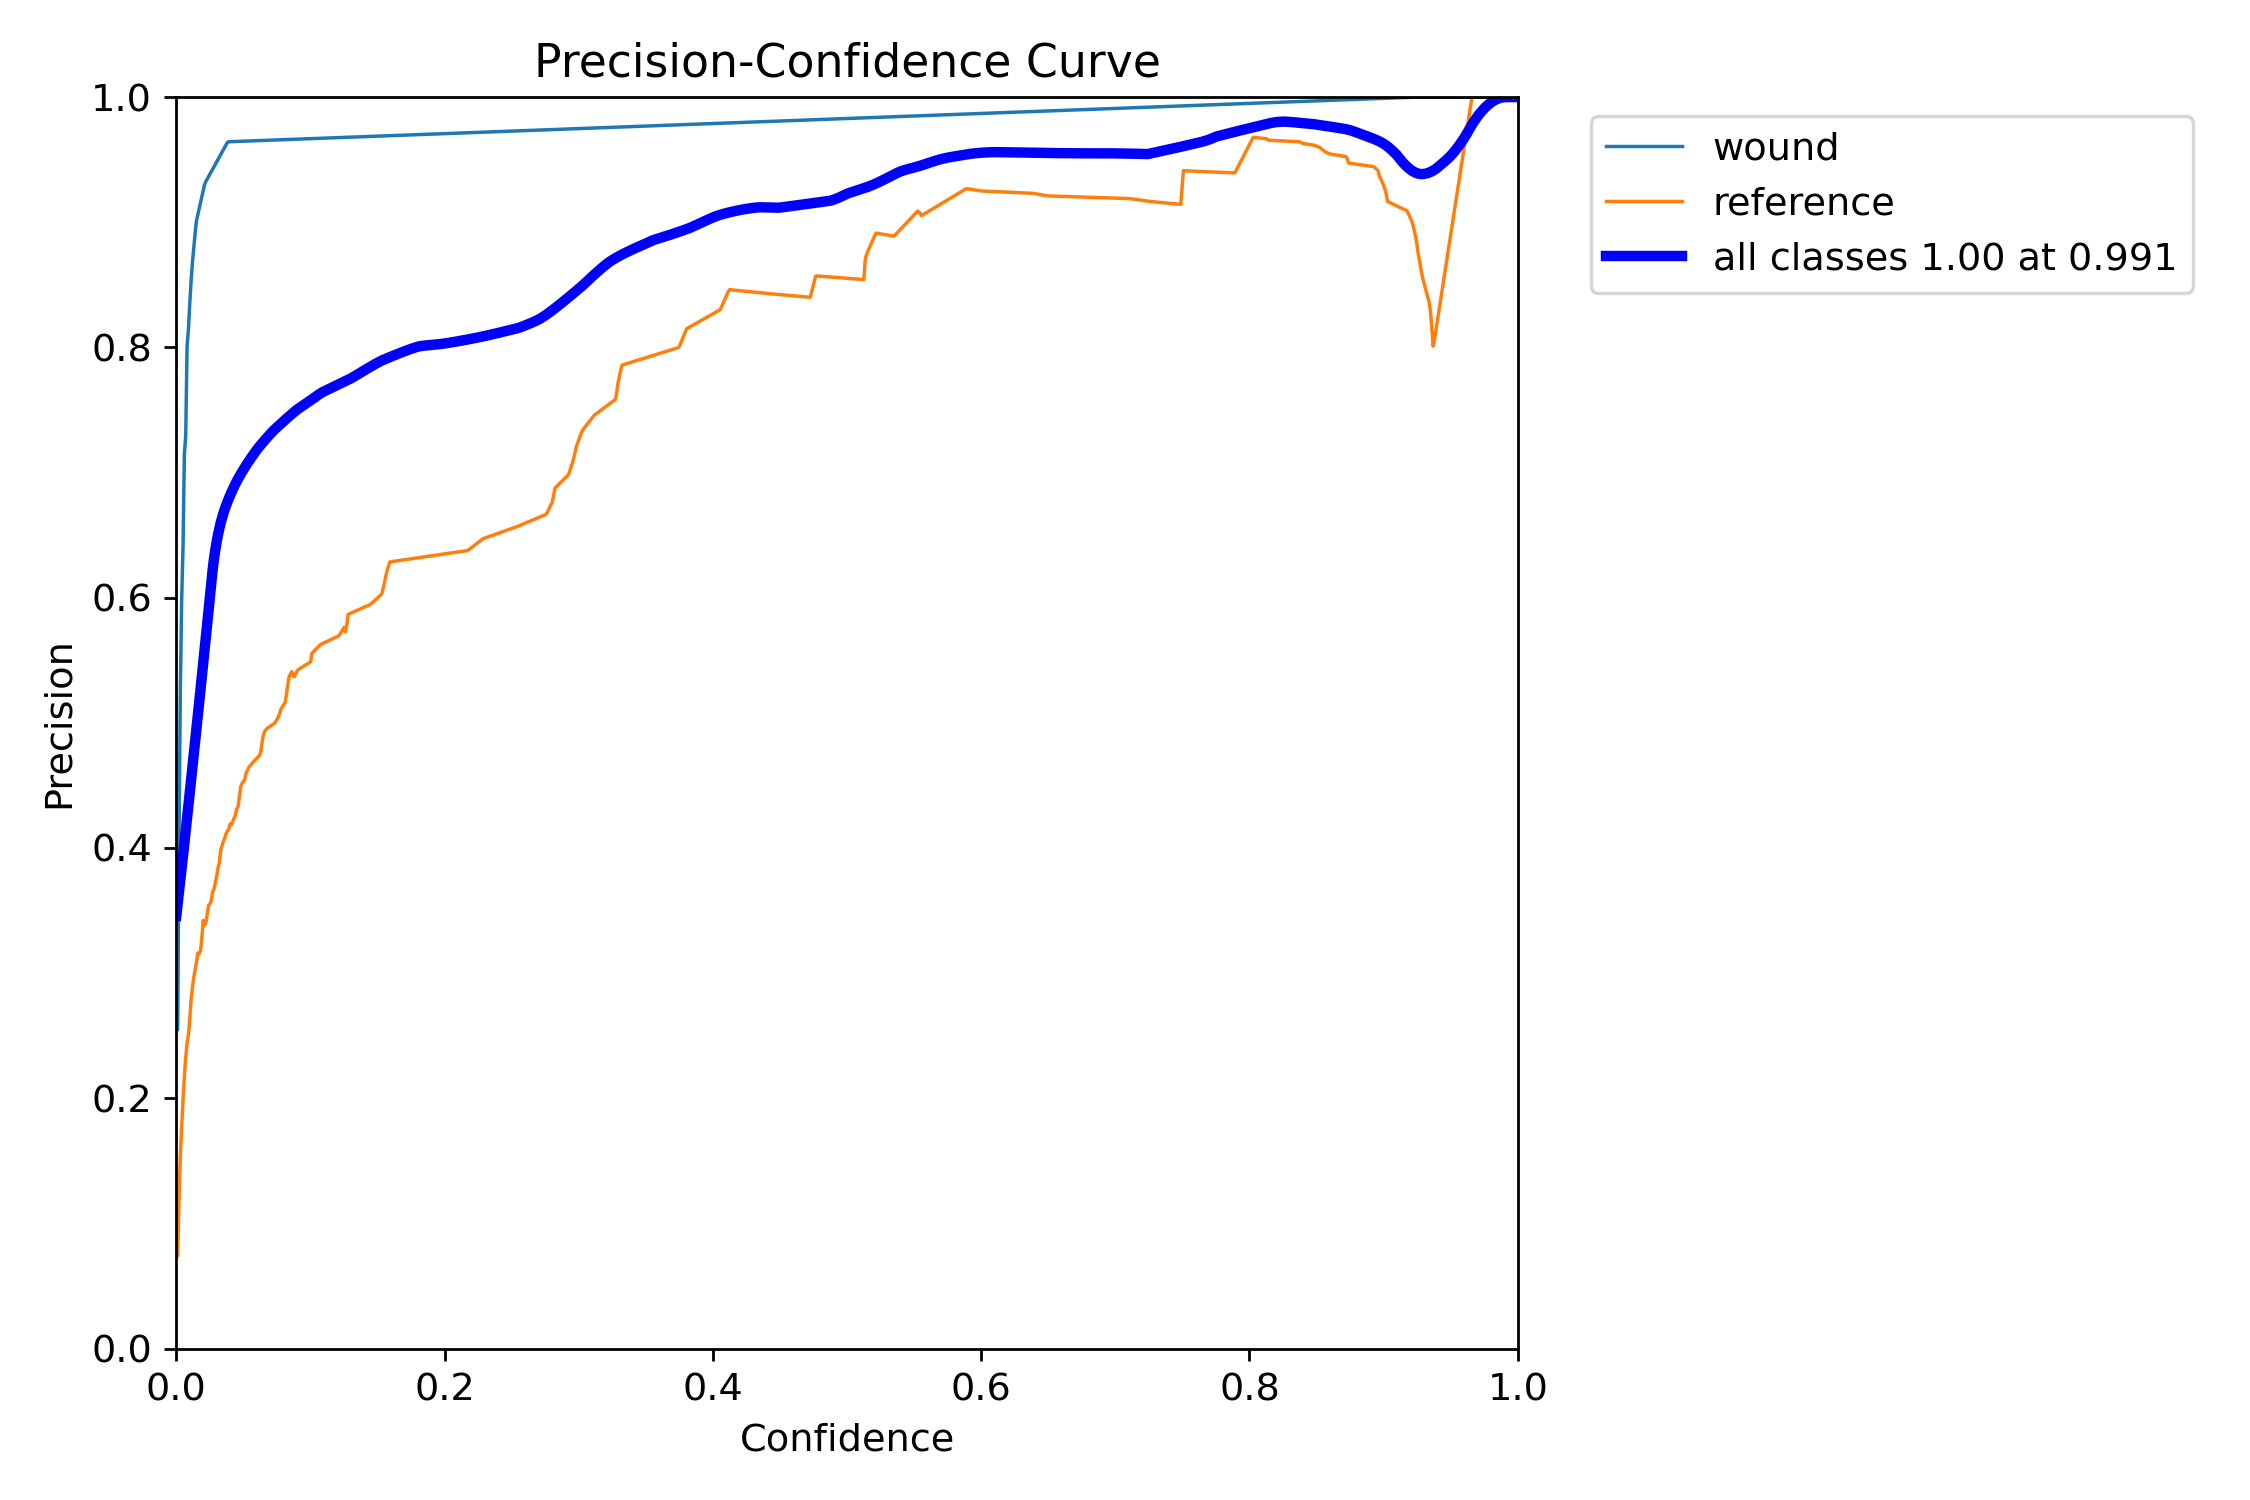 Precision-Confidence Curve
1.0
0.8
0.6
0.4
0.2
0.0
Precision
0.0 0.2 0.4 0.6 0.8 1.0
Confidence
wound
reference
all classes 1.00 at 0.991